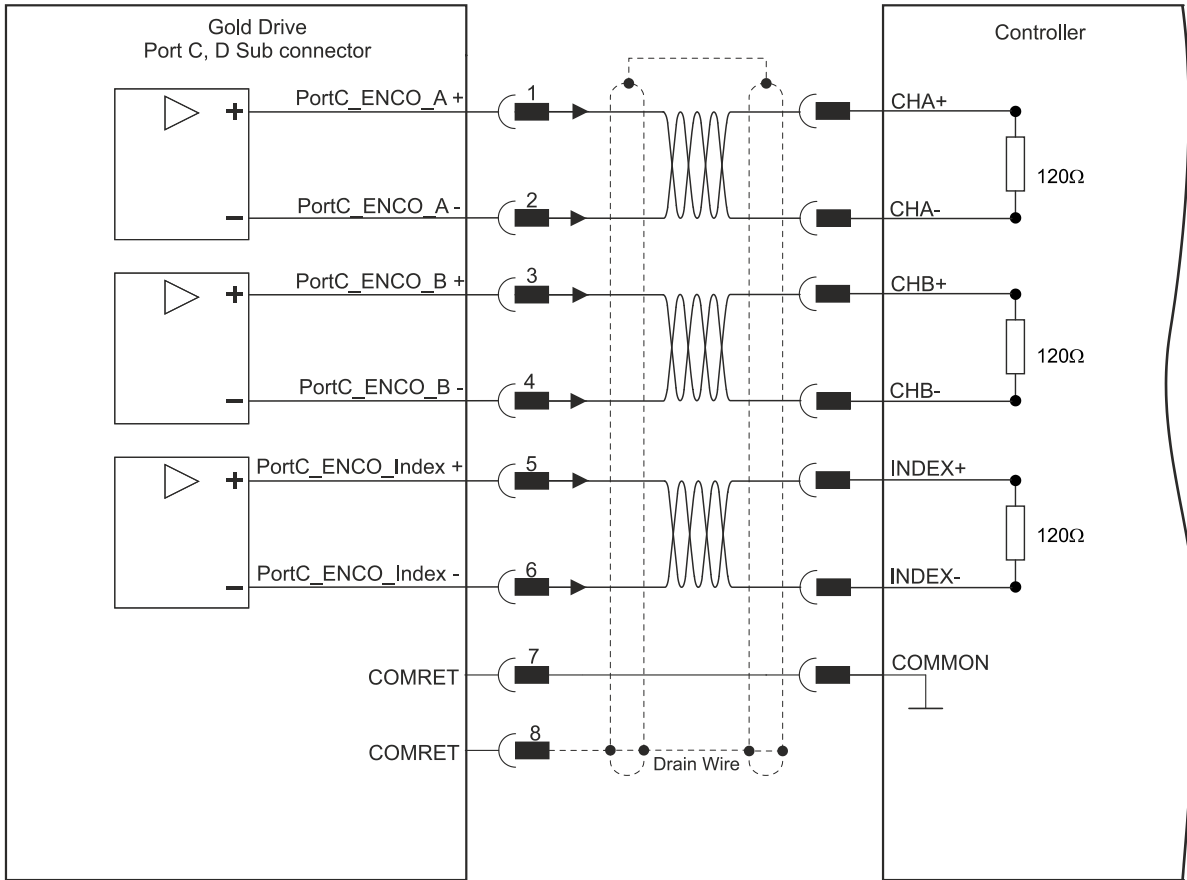 Gold Drive
Port C, D Sub connector
Controller
PortC_ENCO_A +
1
CHA+
+
120Ω
PortC_ENCO_A -
2
CHA-
−
PortC_ENCO_B +
3
CHB+
+
120Ω
PortC_ENCO_B -
4
CHB-
−
PortC_ENCO_Index +
5
INDEX+
+
120Ω
PortC_ENCO_Index -
6
INDEX-
−
7
COMMON
COMRET
8
COMRET
Drain Wire